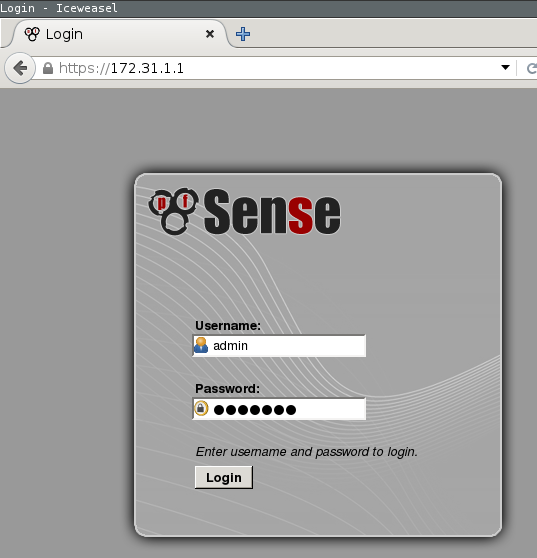 Login - Iceweasel
Login
https://172.31.1.1
pf Sense
Username:
admin
Password:
●●●●●●●
Enter username and password to login.
Login